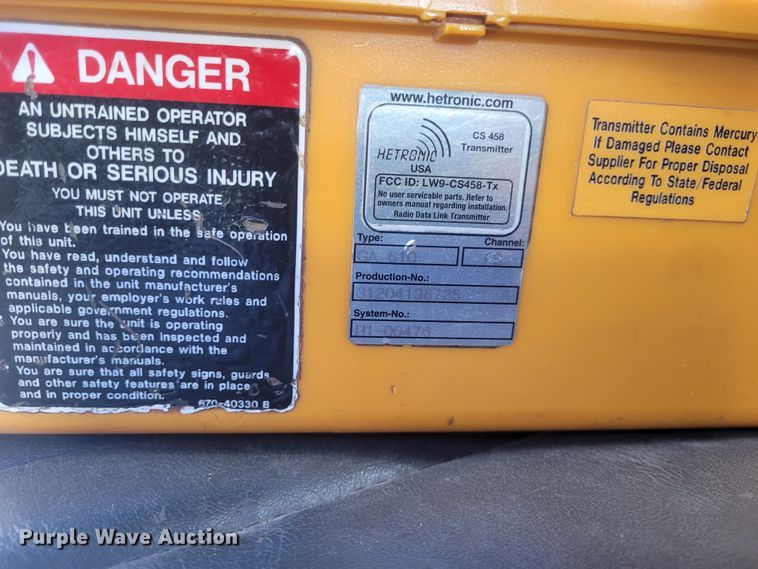 DANGER
AN UNTRAINED OPERATOR
SUBJECTS HIMSELF AND
OTHERS TO
DEATH OR SERIOUS INJURY
YOU MUST NOT OPERATE
THIS UNIT UNLESS
You have been trained in the safe operation
of this unit.
You have read, understand and follow
the safety and operating recommendations
contained in the unit manufacturer's
manuals, your employer's work rules and
applicable government regulations.
You are sure the unit is operating
properly and has been inspected and
maintained in accordance with the
manufacturer's manuals.
You are sure that all safety signs, guards
and other safety features are in place
and in proper condition.
670-40330 B
www.hetronic.com
HETRONIC
USA
CS 458
Transmitter
FCC ID: LW9-CS458-Tx
No user servicable parts. Refer to
owners manual regarding installation.
Radio Data Link Transmitter
Type: Channel:
GA 610
Production-No.:
31204138725
System-No.:
H1-00476
Transmitter Contains Mercury
If Damaged Please Contact
Supplier For Proper Disposal
According To State/Federal
Regulations
Purple Wave Auction